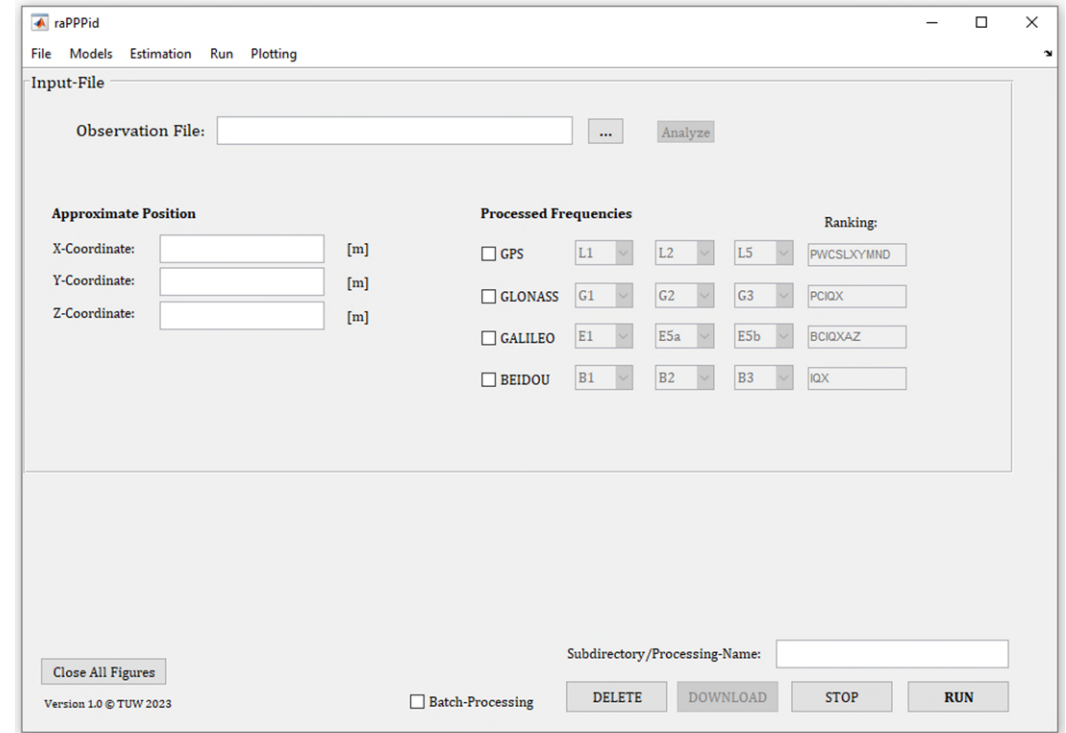 raPPPid
File Models Estimation Run Plotting
Input-File
Observation File: ... Analyze
Approximate Position
X-Coordinate: [m]
Y-Coordinate: [m]
Z-Coordinate: [m]
Processed Frequencies
Ranking:
GPS L1 L2 L5 PWCSLXYMND
GLONASS G1 G2 G3 PCIQX
GALILEO E1 E5a E5b BCIQXAZ
BEIDOU B1 B2 B3 IQX
Subdirectory/Processing-Name:
Close All Figures
Version 1.0 © TUW 2023
Batch-Processing DELETE DOWNLOAD STOP RUN